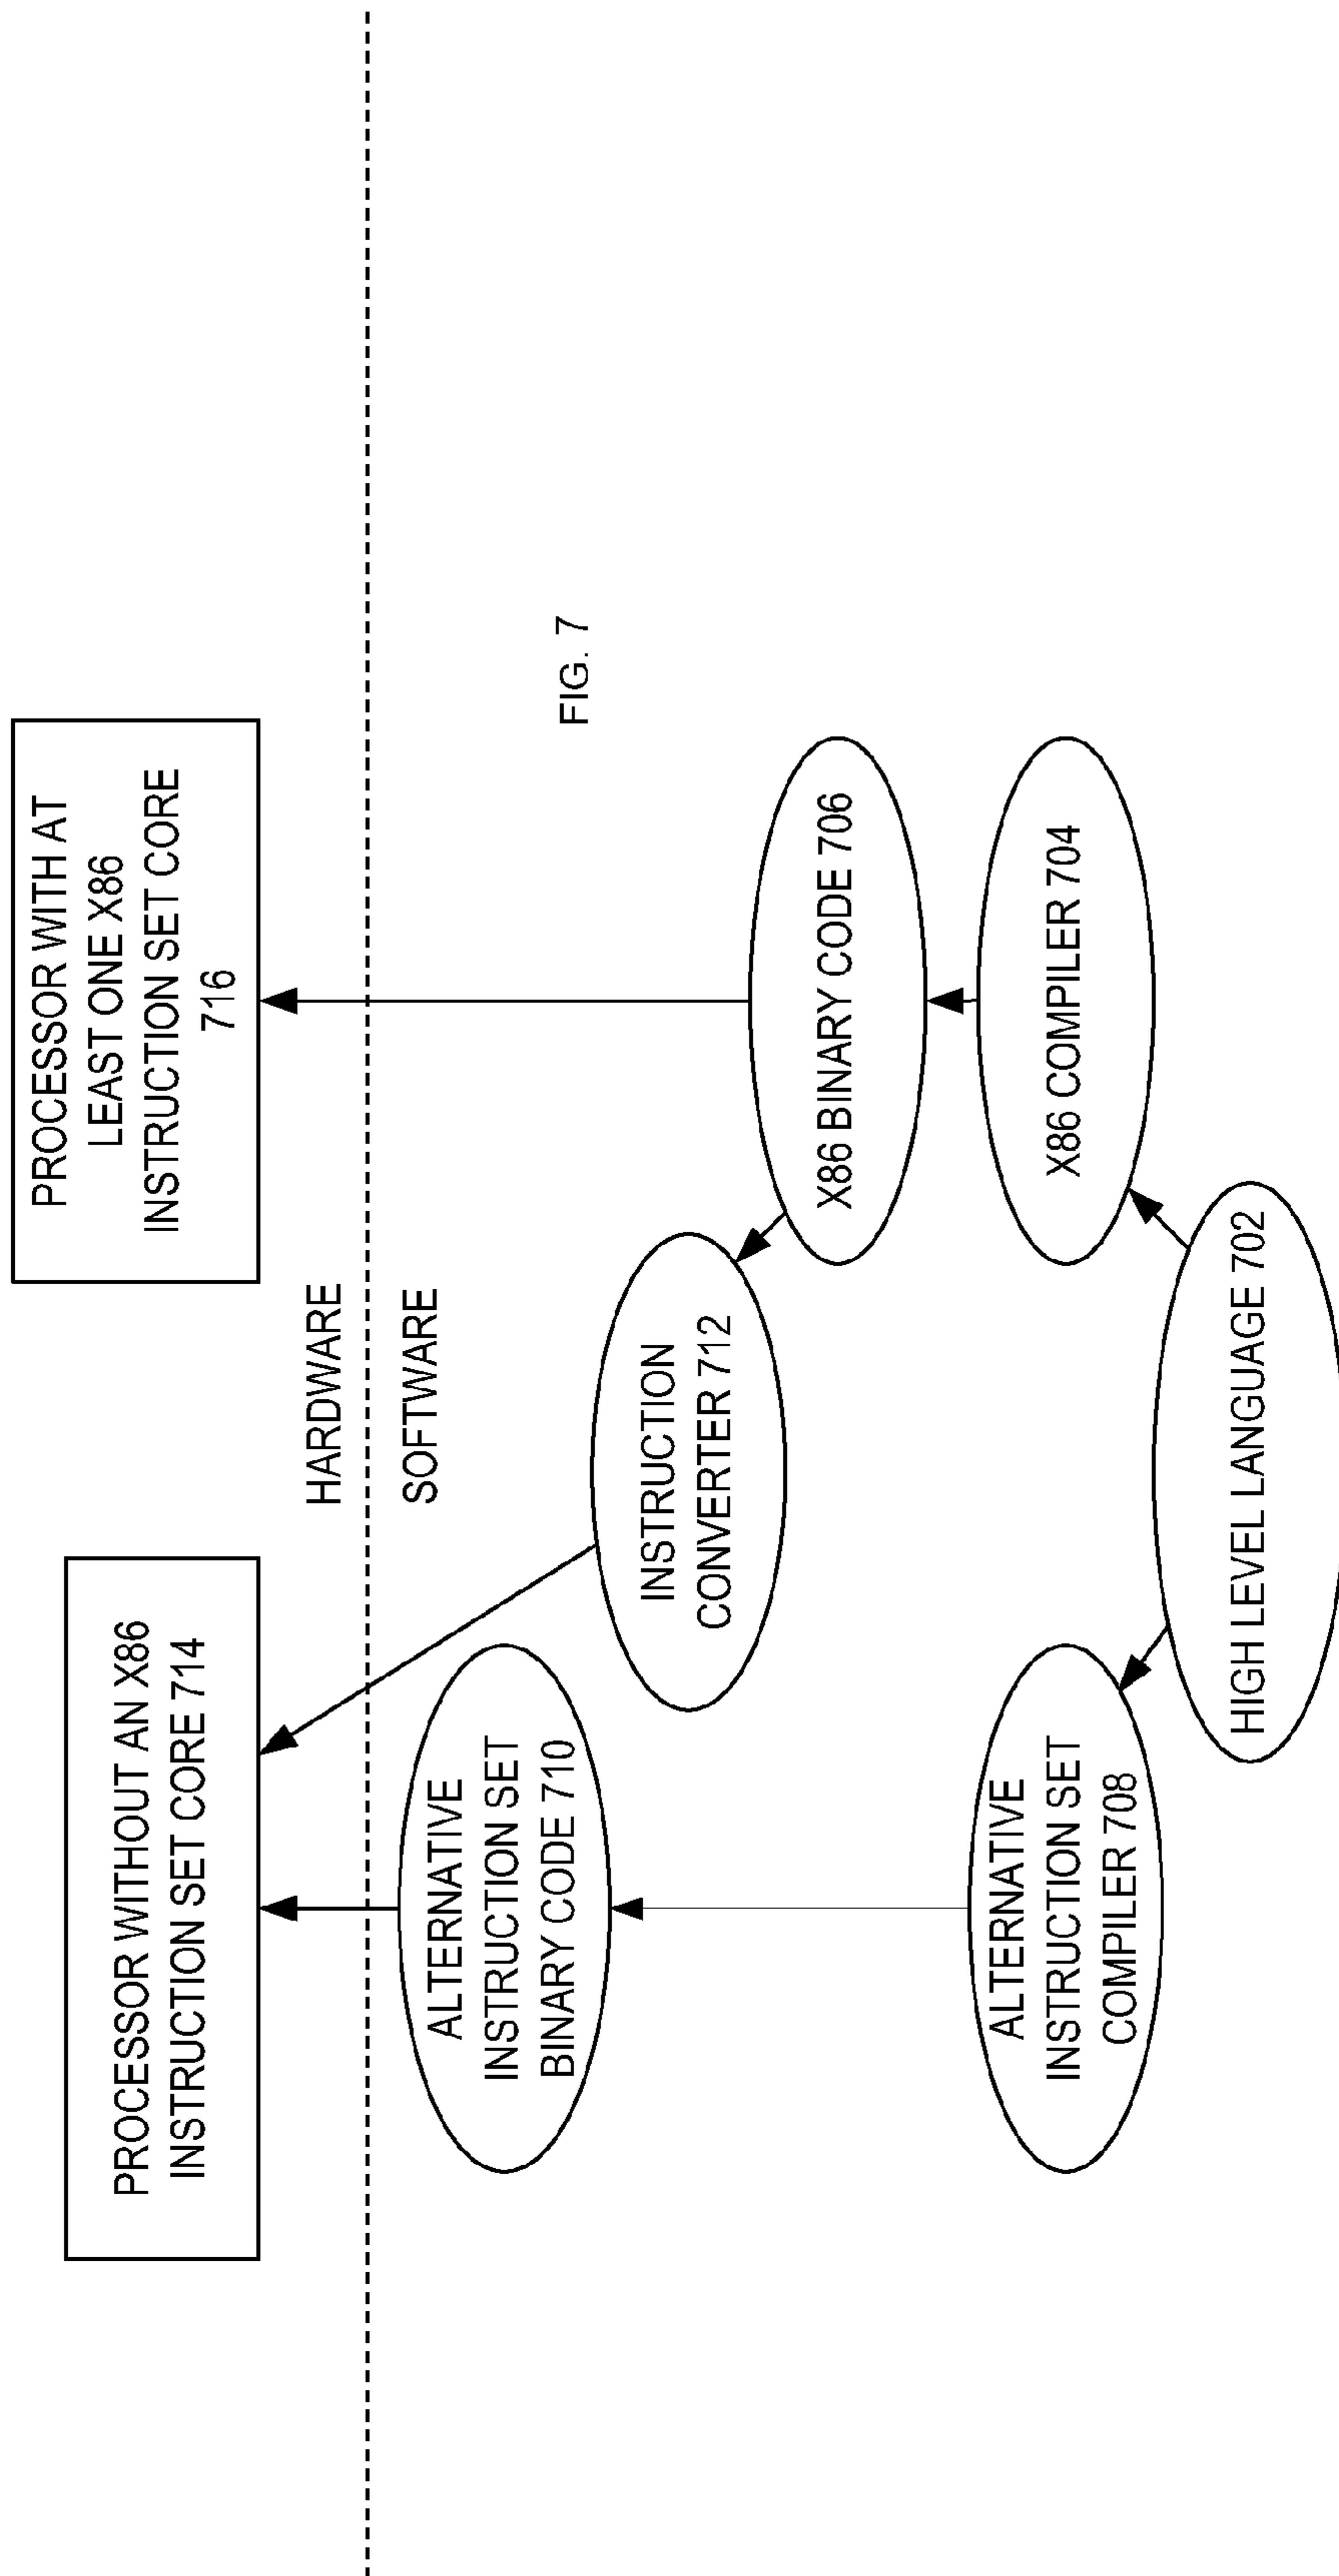 PROCESSOR WITHOUT AN X86
INSTRUCTION SET CORE 714
PROCESSOR WITH AT
LEAST ONE X86
INSTRUCTION SET CORE
716
HARDWARE
SOFTWARE
ALTERNATIVE
INSTRUCTION SET
BINARY CODE 710
INSTRUCTION
CONVERTER 712
FIG. 7
X86 BINARY CODE 706
ALTERNATIVE
INSTRUCTION SET
COMPILER 708
X86 COMPILER 704
HIGH LEVEL LANGUAGE 702